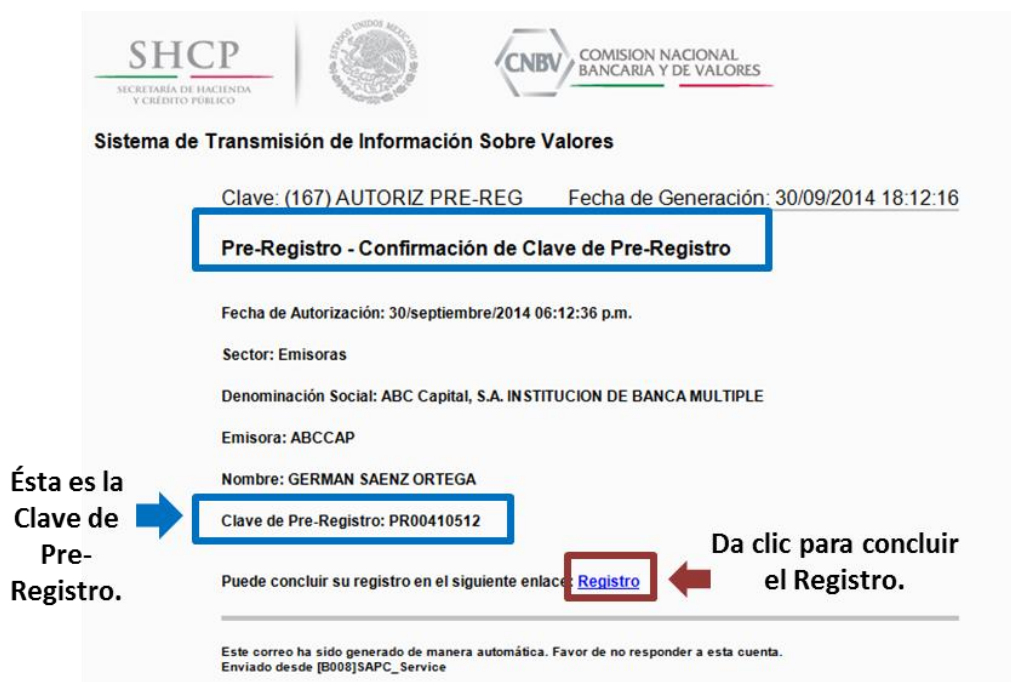 SHCP
SECRETARÍA DE HACIENDA
Y CRÉDITO PÚBLICO
ESTADOS UNIDOS MEXICANOS
CNBV
COMISION NACIONAL
BANCARIA Y DE VALORES
Sistema de Transmisión de Información Sobre Valores
Clave: (167) AUTORIZ PRE-REG Fecha de Generación: 30/09/2014 18:12:16
Pre-Registro - Confirmación de Clave de Pre-Registro
Fecha de Autorización: 30/septiembre/2014 06:12:36 p.m.
Sector: Emisoras
Denominación Social: ABC Capital, S.A. INSTITUCION DE BANCA MULTIPLE
Emisora: ABCCAP
Nombre: GERMAN SAENZ ORTEGA
Clave de Pre-Registro: PR00410512
Ésta es la
Clave de
Pre-
Registro.
Puede concluir su registro en el siguiente enlace: Registro
Da clic para concluir
el Registro.
Este correo ha sido generado de manera automática. Favor de no responder a esta cuenta.
Enviado desde [B008]SAPC_Service